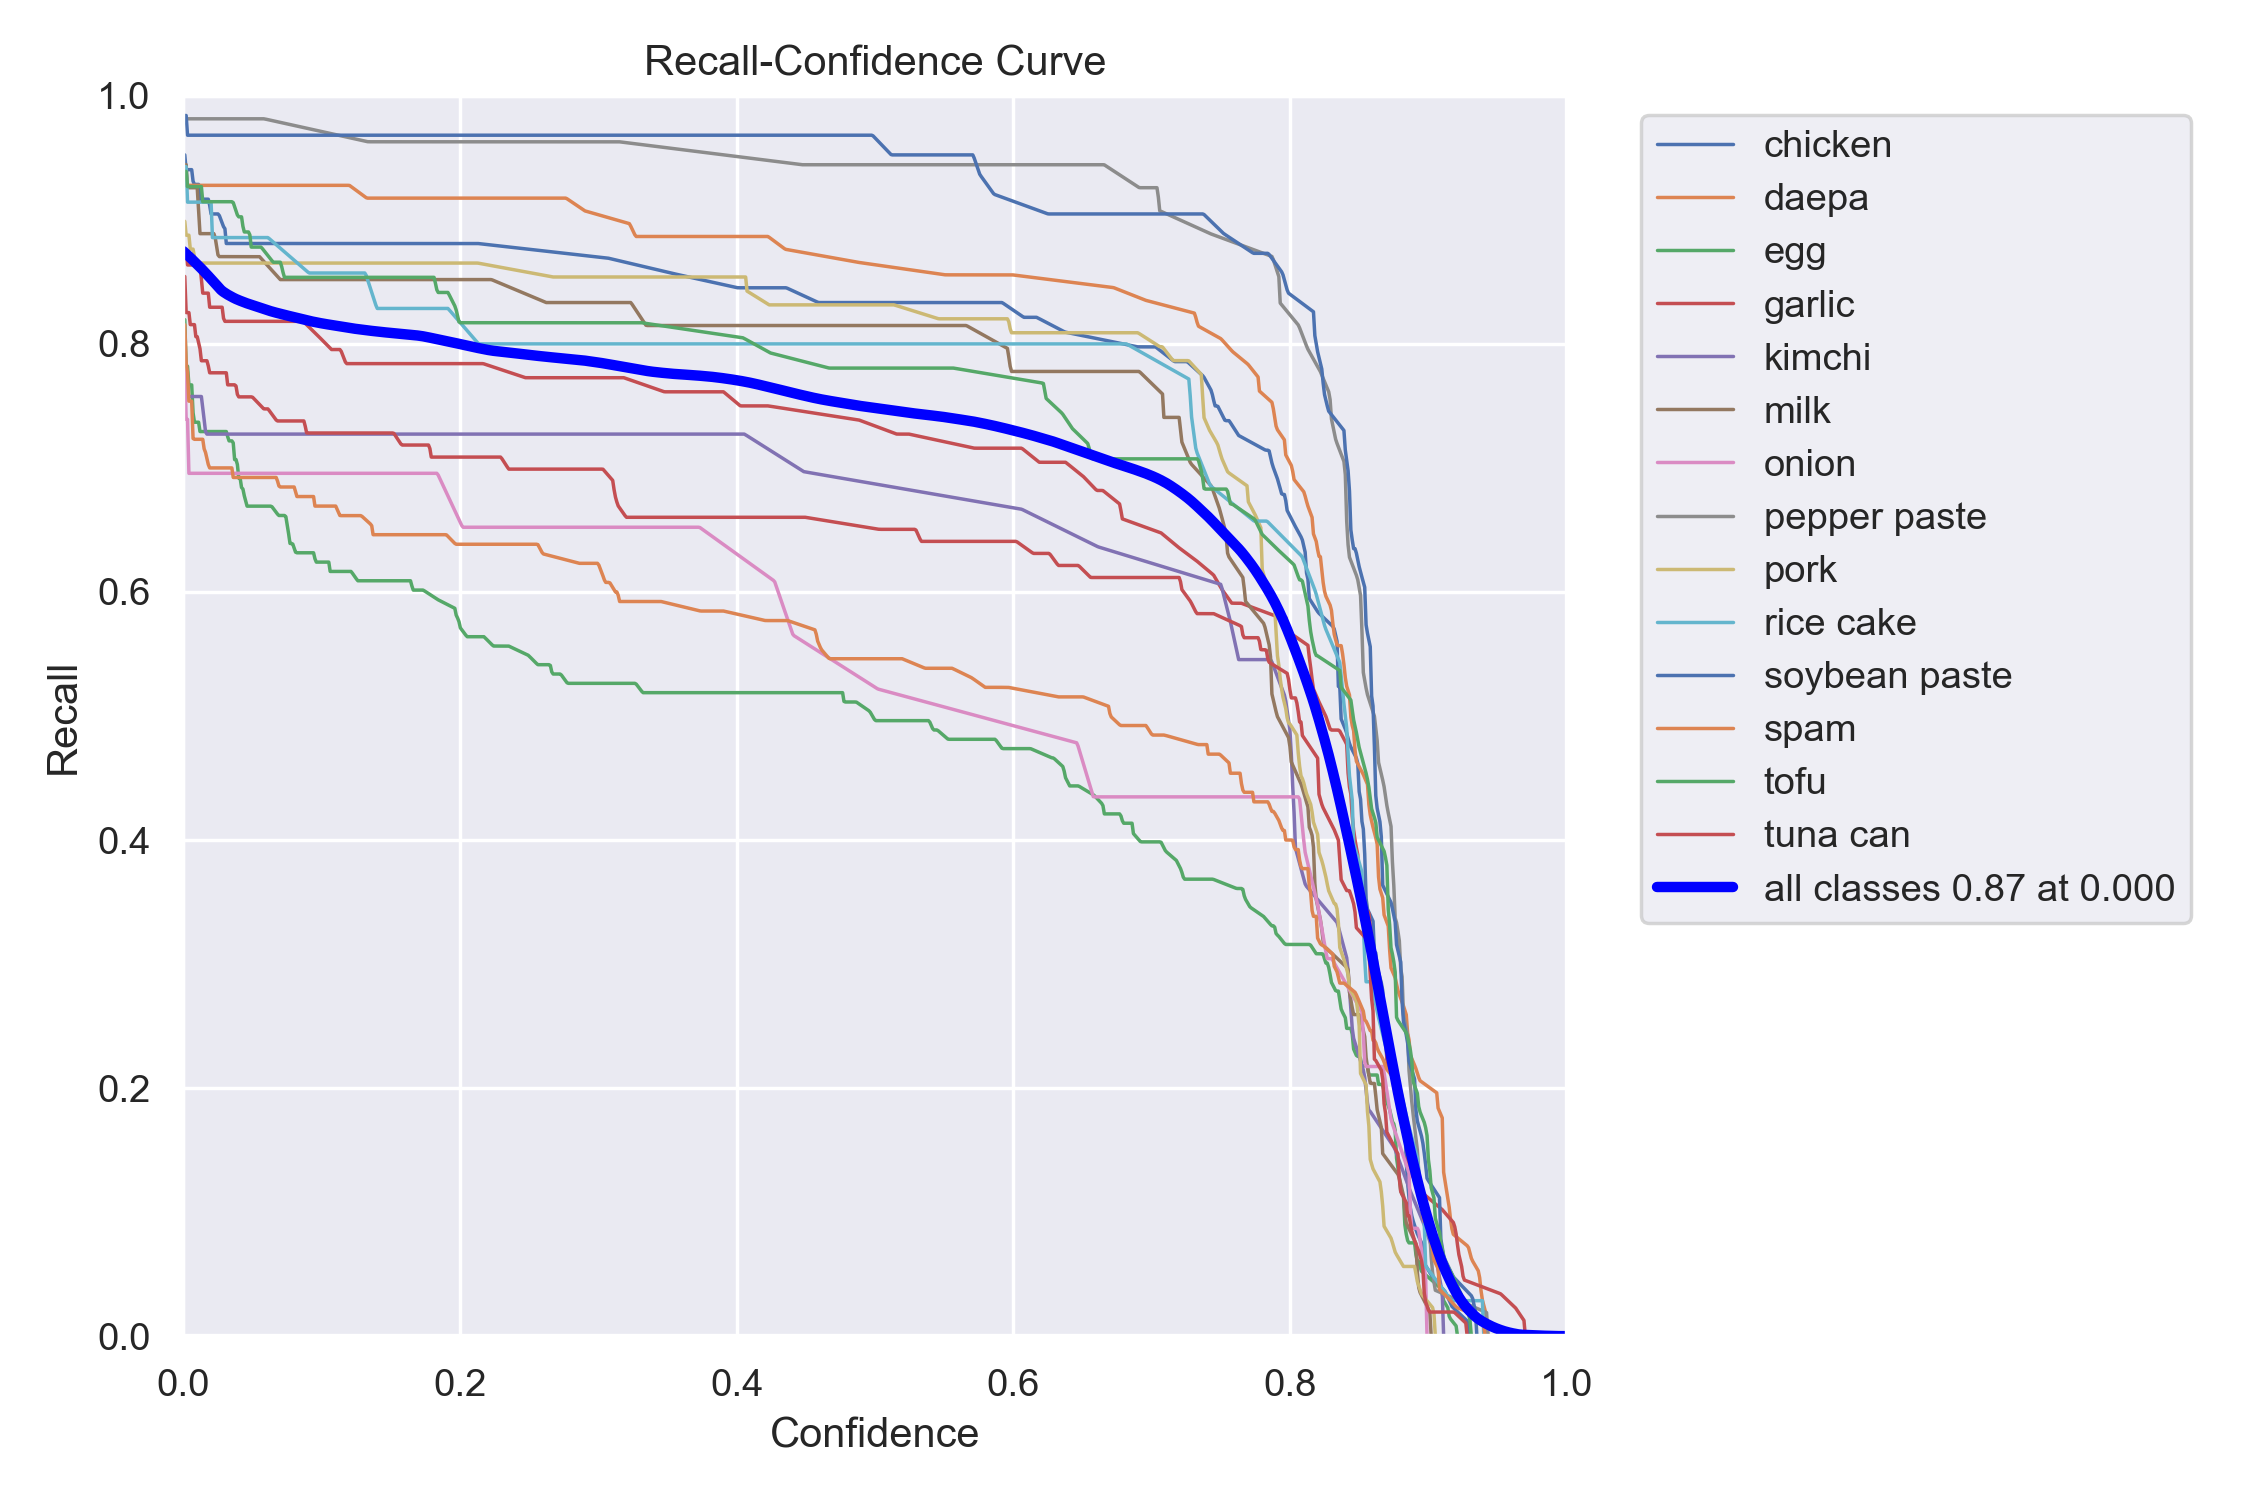 Recall-Confidence Curve
1.0
0.8
0.6
0.4
0.2
0.0
Recall
0.0 0.2 0.4 0.6 0.8 1.0
Confidence
chicken
daepa
egg
garlic
kimchi
milk
onion
pepper paste
pork
rice cake
soybean paste
spam
tofu
tuna can
all classes 0.87 at 0.000